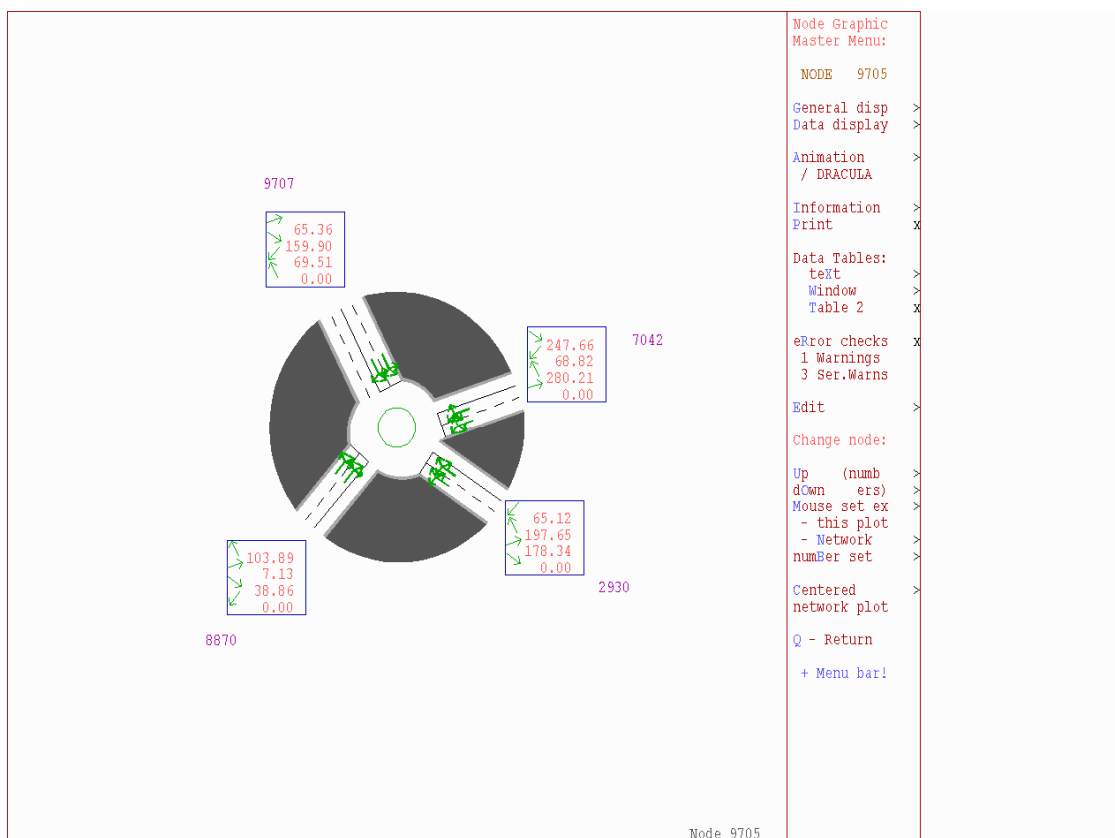 9707
65.36
159.90
69.51
0.00
7042
247.66
68.82
280.21
0.00
65.12
197.65
178.34
0.00
2930
103.89
7.13
38.86
0.00
8870
Node 9705
Node Graphic
Master Menu:
NODE 9705
General disp >
Data display >
Animation >
/ DRACULA
Information >
Print x
Data Tables:
teXt >
Window >
Table 2 x
eRror checks x
1 Warnings
3 Ser.Warns
Edit >
Change node:
Up (numb >
dOwn ers) >
Mouse set ex >
- this plot
- Network >
numBer set >
Centered >
network plot
Q - Return
+ Menu bar!